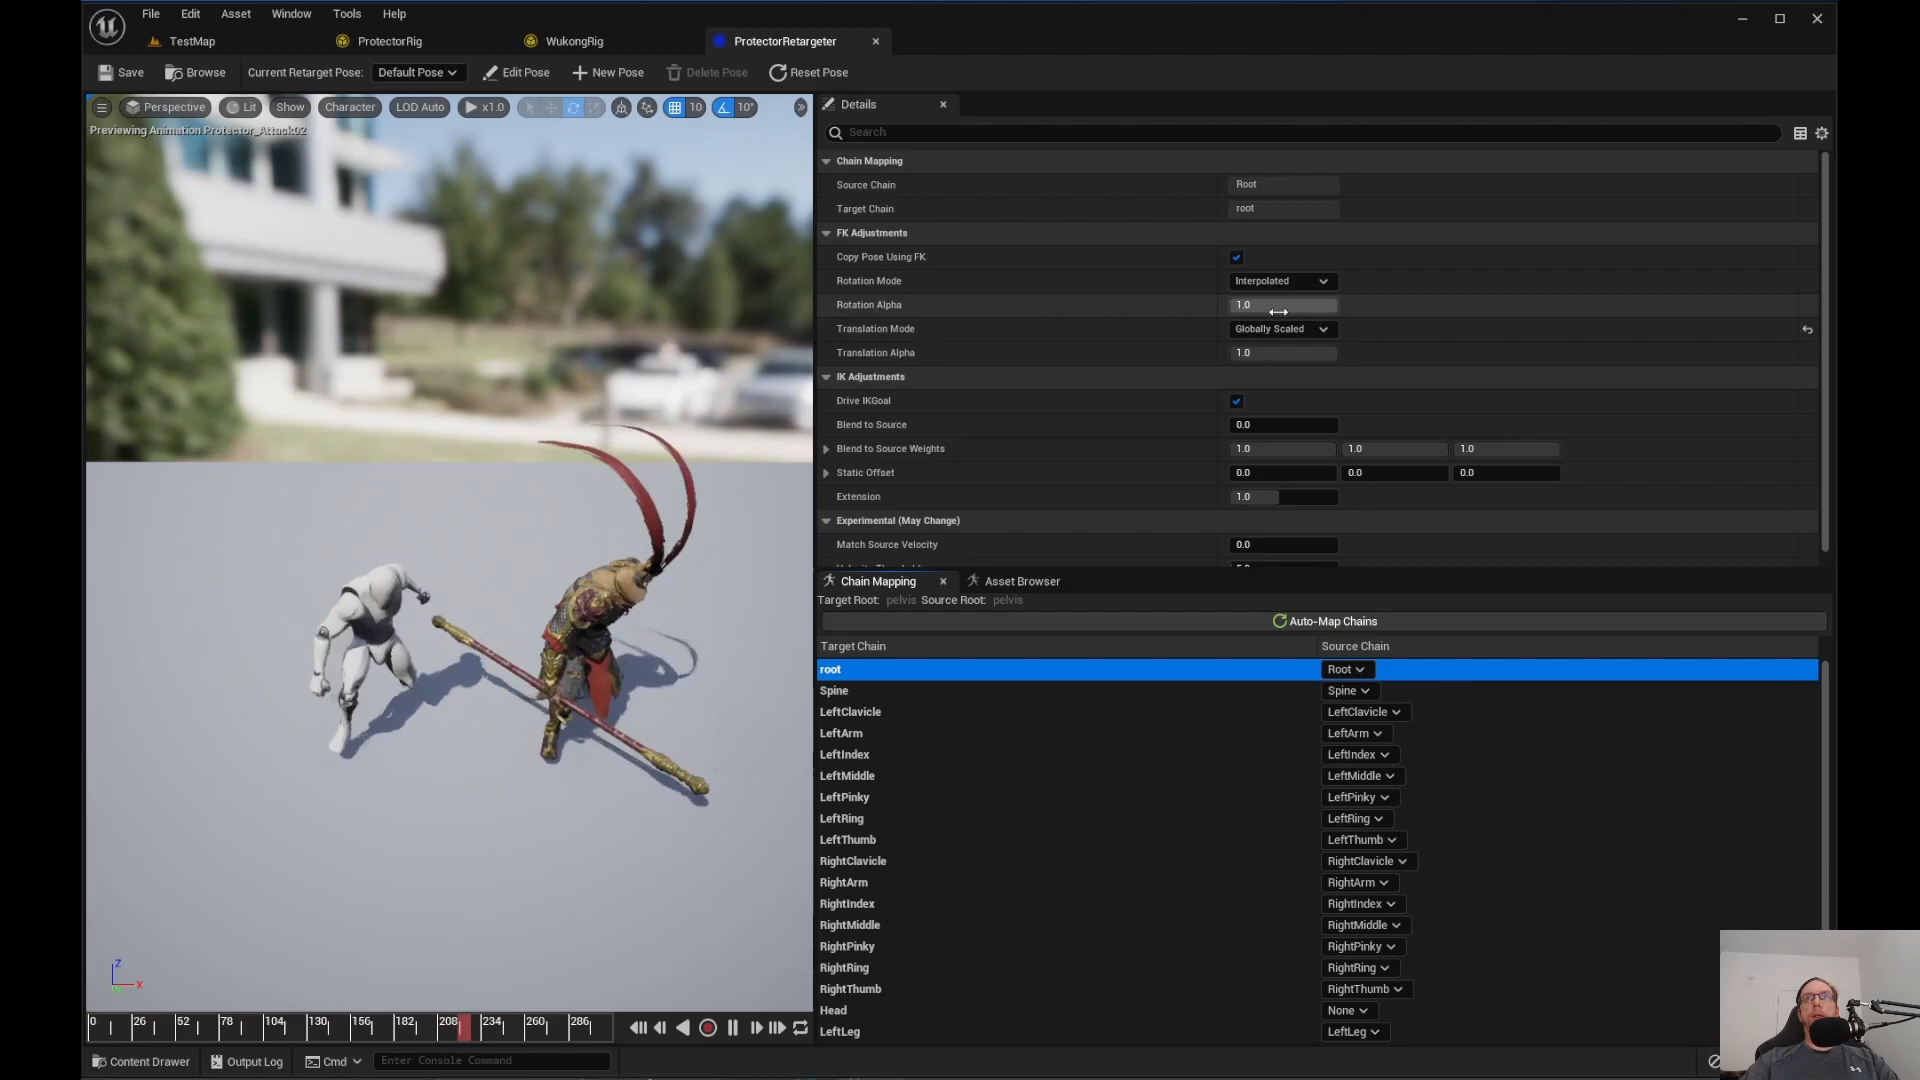 File Edit Asset Window Tools Help
TestMap ProtectorRig WukongRig ProtectorRetargeter
Save Browse Current Retarget Pose: Default Pose Edit Pose New Pose Delete Pose Reset Pose
Perspective Lit Show Character LOD Auto x1.0 10 10°
Previewing Animation Protector_Attack02
Details
Search
Chain Mapping
Source Chain Root
Target Chain root
FK Adjustments
Copy Pose Using FK
Rotation Mode Interpolated
Rotation Alpha 1.0
Translation Mode Globally Scaled
Translation Alpha 1.0
IK Adjustments
Drive IKGoal
Blend to Source 0.0
Blend to Source Weights 1.0 1.0 1.0
Static Offset 0.0 0.0 0.0
Extension 1.0
Experimental (May Change)
Match Source Velocity 0.0
Chain Mapping Asset Browser
Target Root: pelvis Source Root: pelvis
Auto-Map Chains
Target Chain Source Chain
root Root
Spine Spine
LeftClavicle LeftClavicle
LeftArm LeftArm
LeftIndex LeftIndex
LeftMiddle LeftMiddle
LeftPinky LeftPinky
LeftRing LeftRing
LeftThumb LeftThumb
RightClavicle RightClavicle
RightArm RightArm
RightIndex RightIndex
RightMiddle RightMiddle
RightPinky RightPinky
RightRing RightRing
RightThumb RightThumb
Head None
LeftLeg LeftLeg
Z
X
0 26 52 78 104 130 156 182 208 234 260 286
Content Drawer Output Log Cmd Enter Console Command